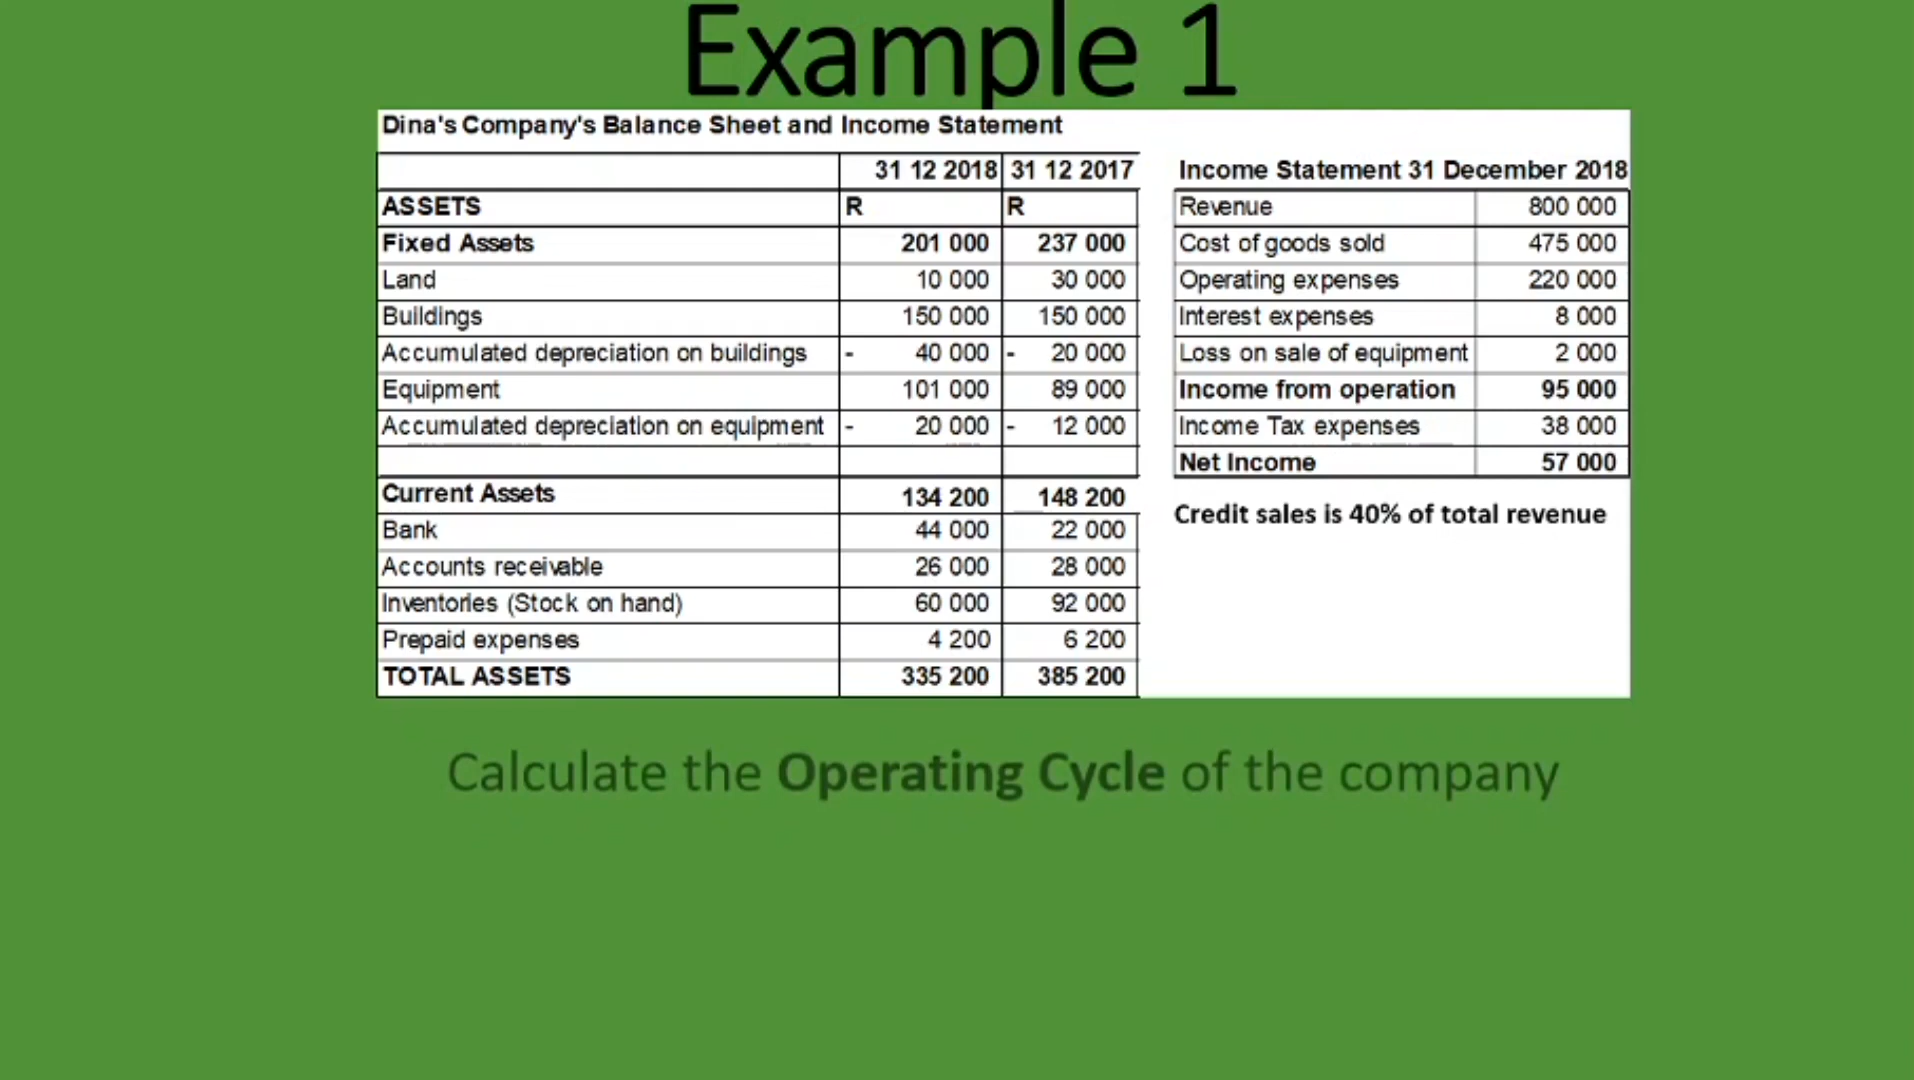 Example 1
Dina's Company's Balance Sheet and Income Statement
31 12 2018 31 12 2017
ASSETS R R
Fixed Assets 201 000 237 000
Land 10 000 30 000
Buildings 150 000 150 000
Accumulated depreciation on buildings - 40 000 - 20 000
Equipment 101 000 89 000
Accumulated depreciation on equipment - 20 000 - 12 000
Current Assets 134 200 148 200
Bank 44 000 22 000
Accounts receivable 26 000 28 000
Inventories (Stock on hand) 60 000 92 000
Prepaid expenses 4 200 6 200
TOTAL ASSETS 335 200 385 200
Income Statement 31 December 2018
Revenue 800 000
Cost of goods sold 475 000
Operating expenses 220 000
Interest expenses 8 000
Loss on sale of equipment 2 000
Income from operation 95 000
Income Tax expenses 38 000
Net Income 57 000
Credit sales is 40% of total revenue
Calculate the Operating Cycle of the company